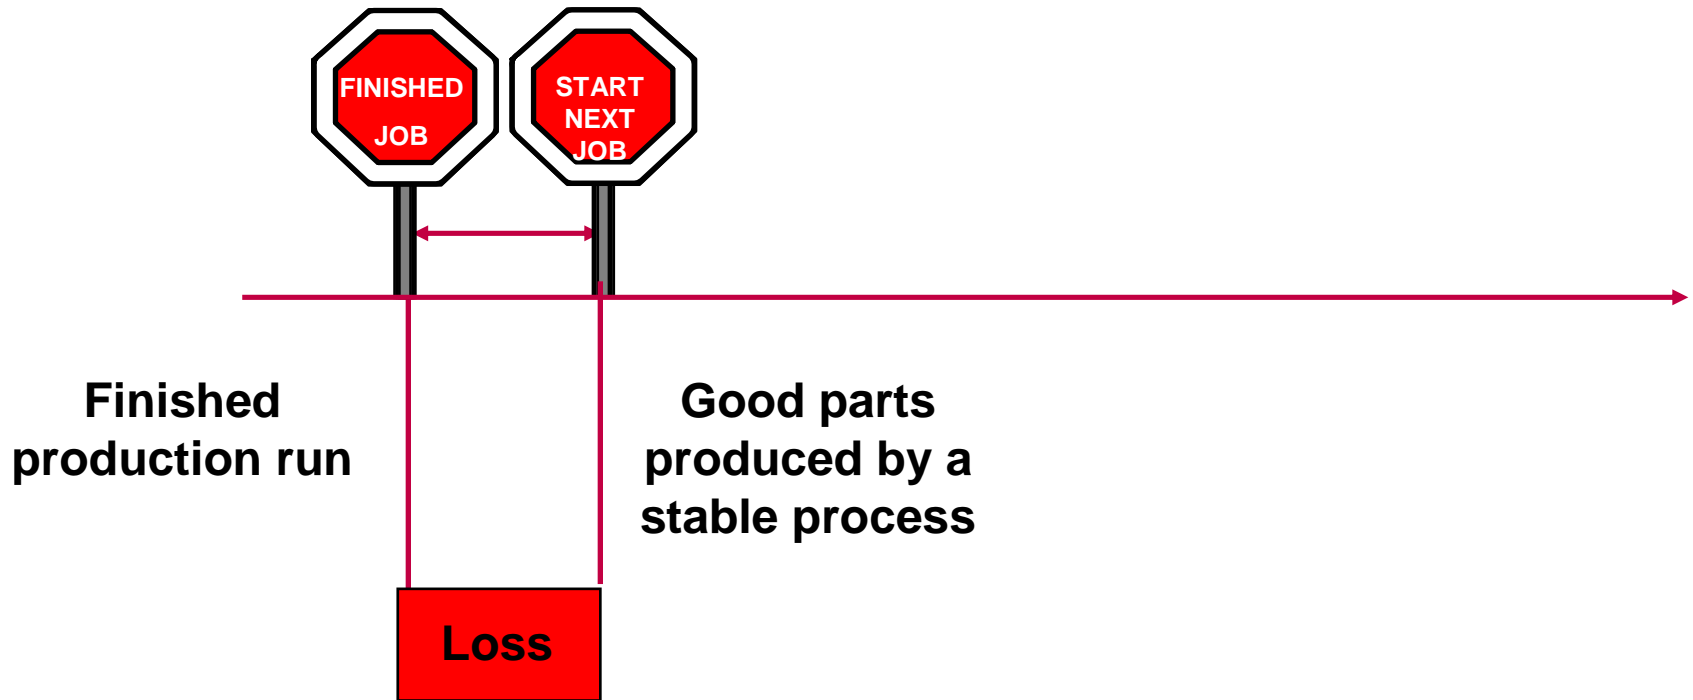 FINISHED
JOB
START
NEXT
JOB
Finished
production run
Good parts
produced by a
stable process
Loss